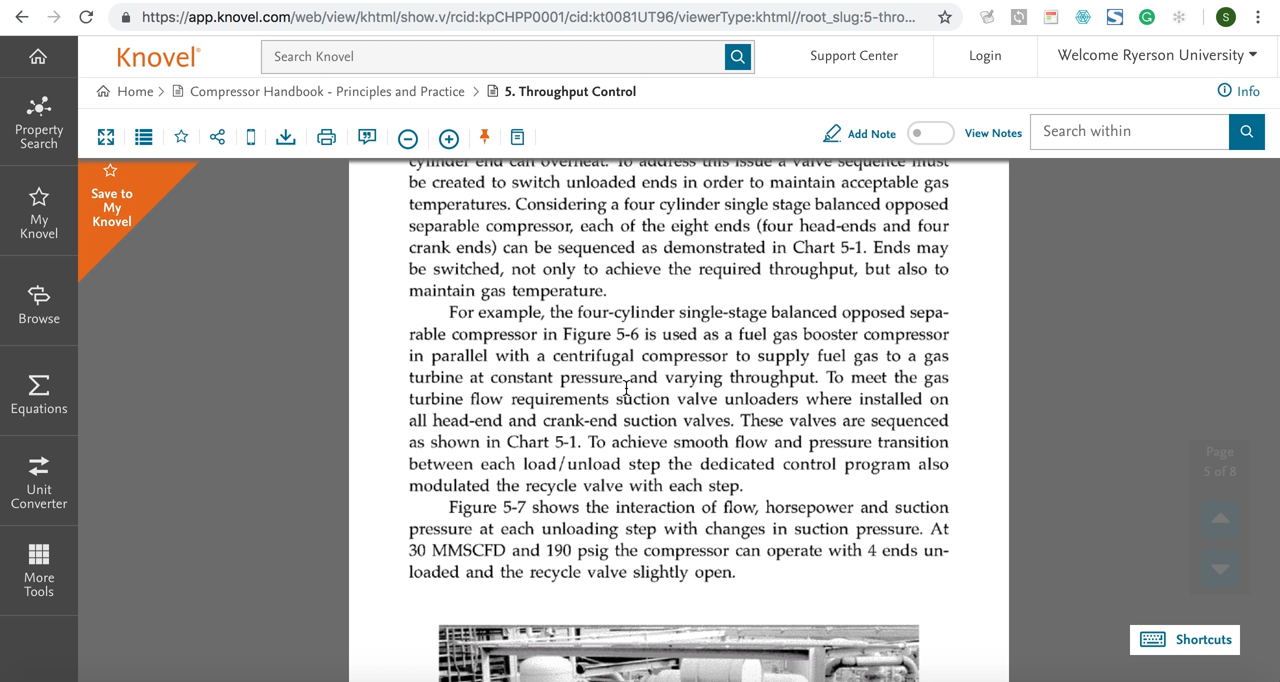 https://app.knovel.com/web/view/khtml/show.v/rcid:kpCHPP0001/cid:kt0081UT96/viewerType:khtml//root_slug:5-thro...
S
Knovel®
Search Knovel
Support Center
Login
Welcome Ryerson University
Home > Compressor Handbook - Principles and Practice > 5. Throughput Control
Info
Add Note
View Notes
Search within
Property
Search
My
Knovel
Browse
Equations
Unit
Converter
More
Tools
Save to
My
Knovel
cylinder end can overheat. To address this issue a valve sequence must
be created to switch unloaded ends in order to maintain acceptable gas
temperatures. Considering a four cylinder single stage balanced opposed
separable compressor, each of the eight ends (four head-ends and four
crank ends) can be sequenced as demonstrated in Chart 5-1. Ends may
be switched, not only to achieve the required throughput, but also to
maintain gas temperature.
For example, the four-cylinder single-stage balanced opposed sepa-
rable compressor in Figure 5-6 is used as a fuel gas booster compressor
in parallel with a centrifugal compressor to supply fuel gas to a gas
turbine at constant pressure and varying throughput. To meet the gas
turbine flow requirements suction valve unloaders where installed on
all head-end and crank-end suction valves. These valves are sequenced
as shown in Chart 5-1. To achieve smooth flow and pressure transition
between each load/unload step the dedicated control program also
modulated the recycle valve with each step.
Figure 5-7 shows the interaction of flow, horsepower and suction
pressure at each unloading step with changes in suction pressure. At
30 MMSCFD and 190 psig the compressor can operate with 4 ends un-
loaded and the recycle valve slightly open.
Page
5 of 8
Shortcuts